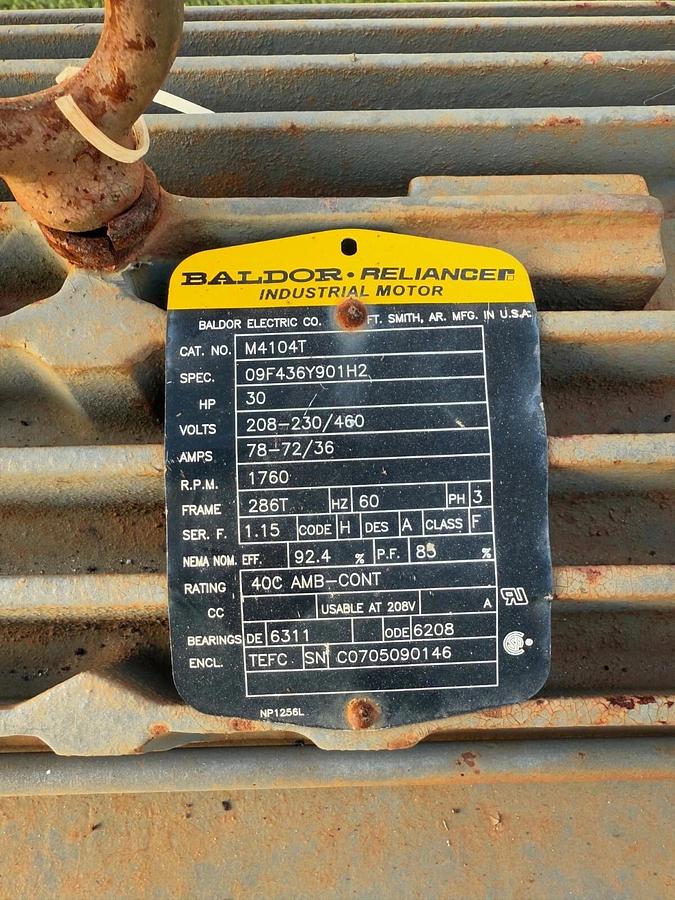 BALDOR • RELIANCER
INDUSTRIAL MOTOR
BALDOR ELECTRIC CO. FT. SMITH, AR. MFG. IN U.S.A.
CAT. NO. M4104T
SPEC. 09F436Y901H2
HP 30
VOLTS 208-230/460
AMPS 78-72/36
R.P.M. 1760
FRAME 286T HZ 60 PH 3
SER. F. 1.15 CODE H DES A CLASS F
NEMA NOM. EFF. 92.4 % P.F. 85 %
RATING 40C AMB-CONT
CC USABLE AT 208V A
BEARINGS DE 6311 ODE 6208
ENCL. TEFC SN C0705090146
NP1256L